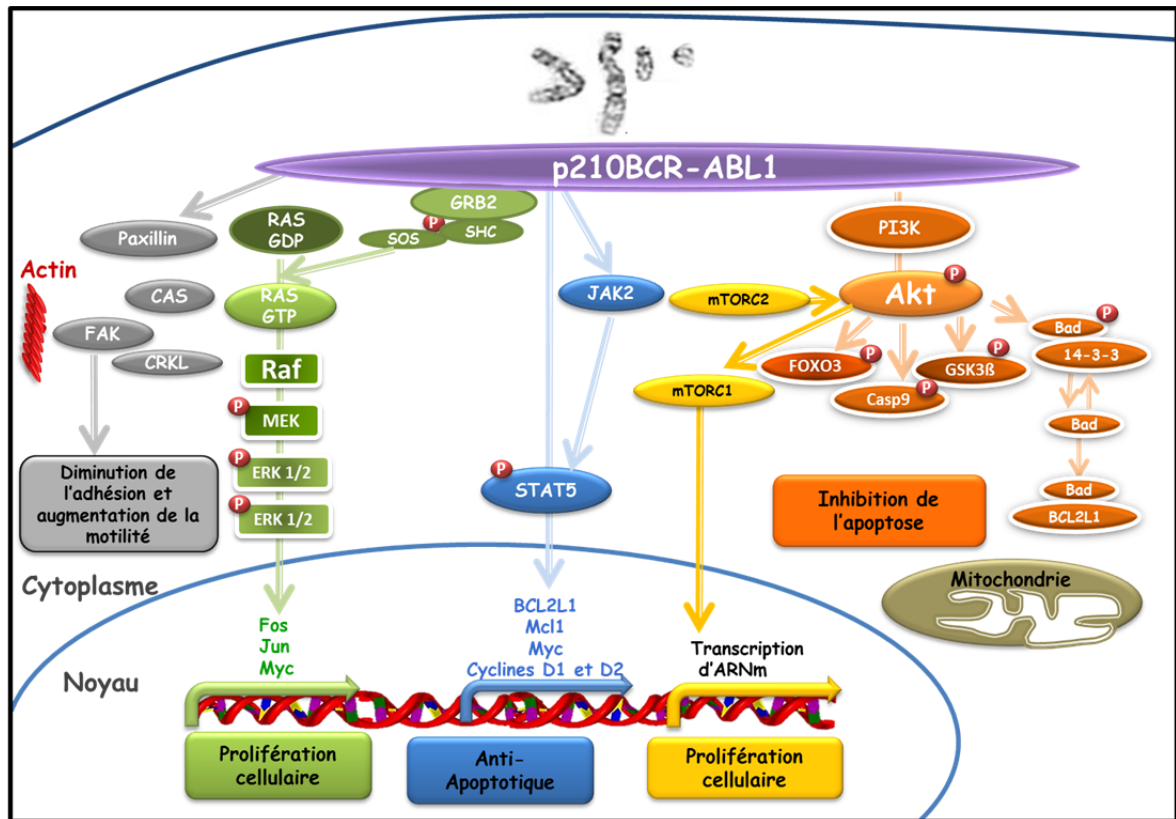 p210BCR-ABL1
GRB2
P
SHC
SOS
RAS
GDP
Paxillin
PI3K
Actin
CAS
RAS
GTP
JAK2
mTORC2
Akt
P
FAK
CRKL
Raf
mTORC1
FOXO3
P
Casp9
P
GSK3ß
P
Bad
P
14-3-3
Bad
Bad
BCL2L1
P
MEK
P
ERK 1/2
P
ERK 1/2
P
STAT5
Diminution de
l'adhésion et
augmentation de la
motilité
Inhibition de
l'apoptose
Cytoplasme
Mitochondrie
Fos
Jun
Myc
BCL2L1
Mcl1
Myc
Cyclines D1 et D2
Transcription
d'ARNm
Noyau
Prolifération
cellulaire
Anti-
Apoptotique
Prolifération
cellulaire